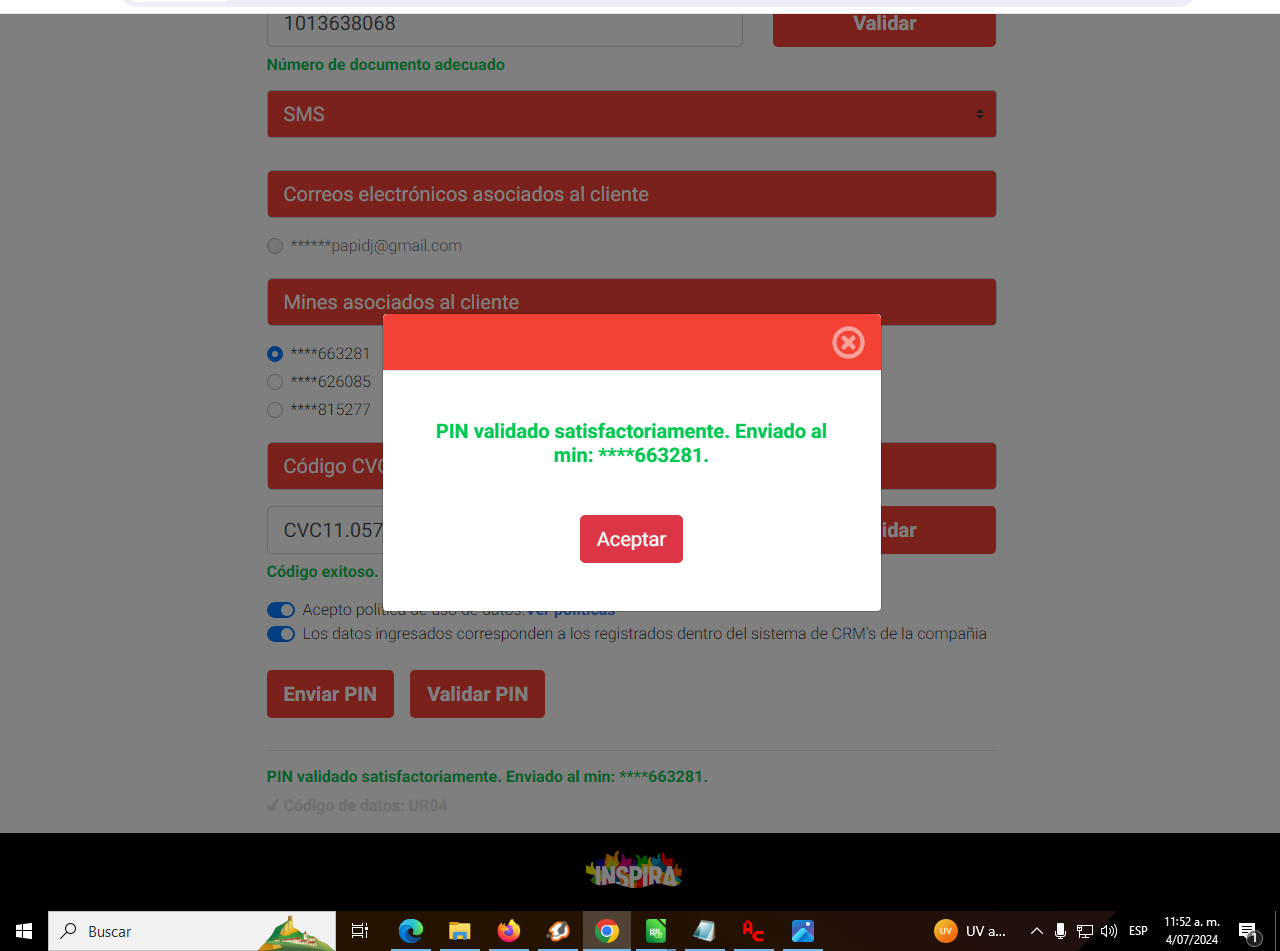 1013638068
Validar
Número de documento adecuado
SMS
Correos electrónicos asociados al cliente
******papidj@gmail.com
Mines asociados al cliente
****663281
****626085
****815277
PIN validado satisfactoriamente. Enviado al
min: ****663281.
Aceptar
Código CVC
CVC11.057
idar
Código exitoso.
Acepto política de uso de datos. Ver políticas
Los datos ingresados corresponden a los registrados dentro del sistema de CRM's de la compañia
Enviar PIN
Validar PIN
PIN validado satisfactoriamente. Enviado al min: ****663281.
✔ Código de datos: UR04
INSPIRA
Buscar
UV
UV a...
ESP
11:52 a. m.
4/07/2024
1